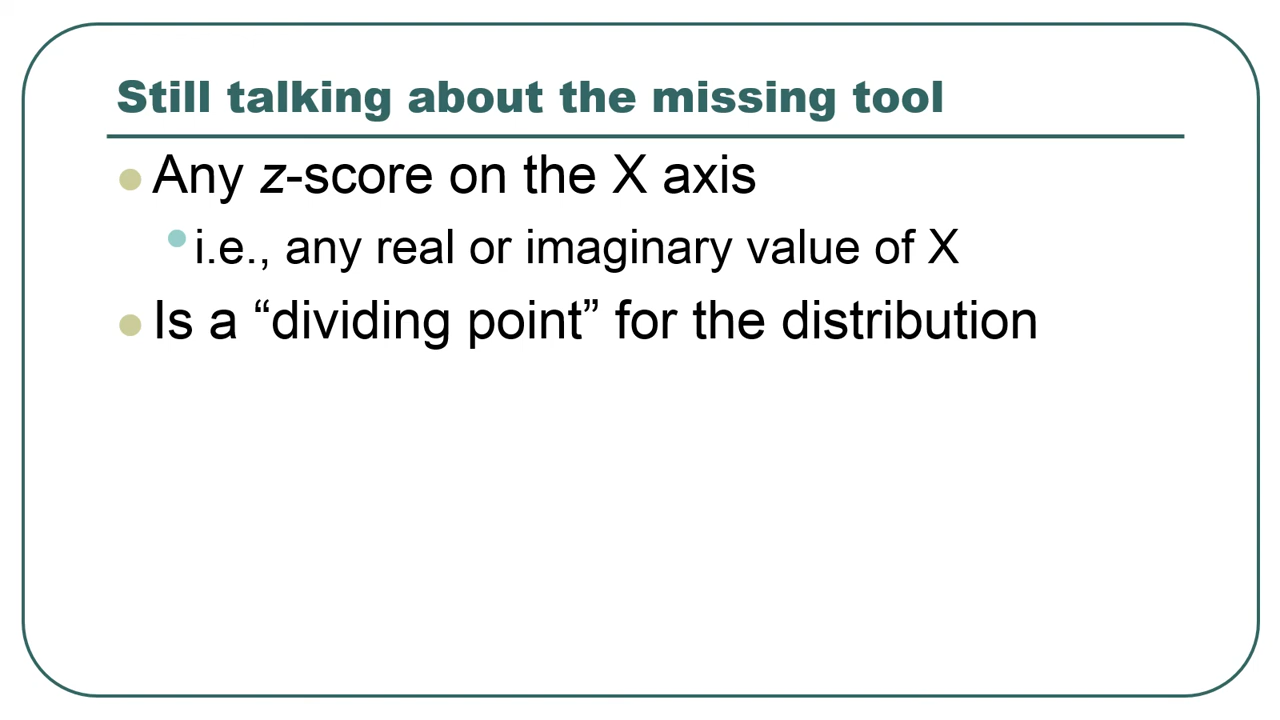 Still talking about the missing tool
Any z-score on the X axis
i.e., any real or imaginary value of X
Is a “dividing point” for the distribution